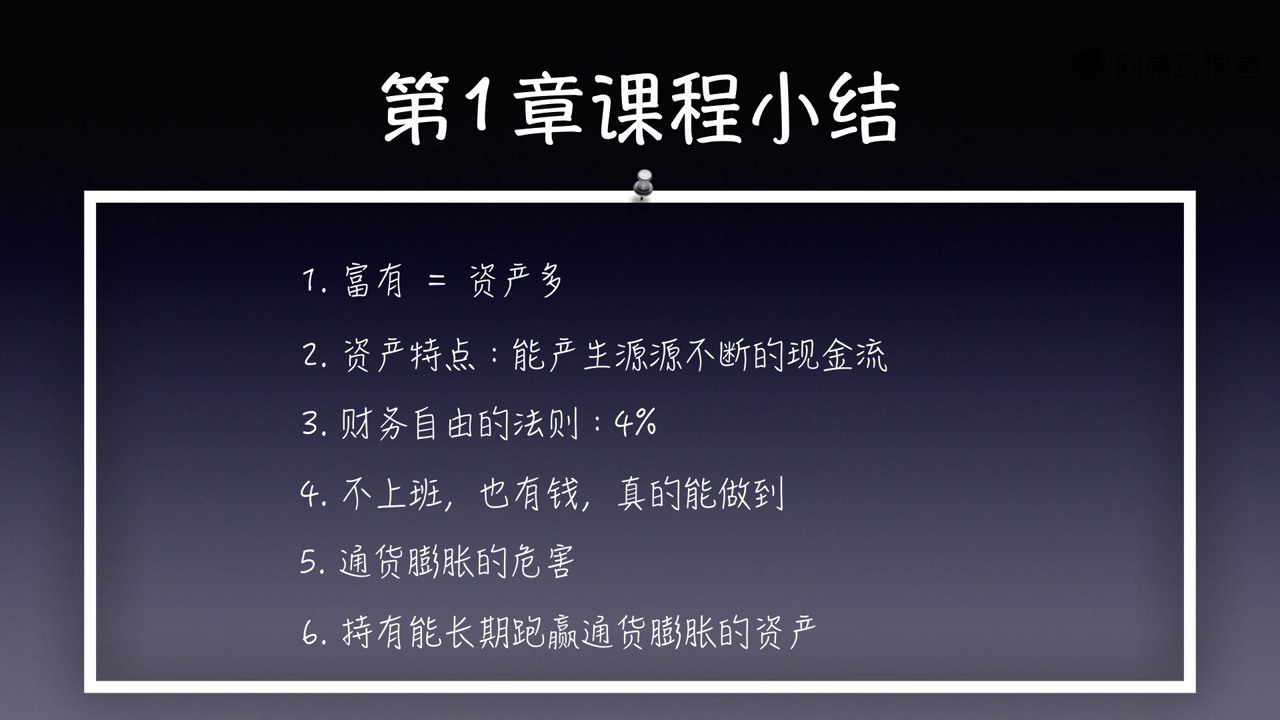 网易云课堂
第1章课程小结
1. 富有 = 资产多
2. 资产特点：能产生源源不断的现金流
3. 财务自由的法则：4%
4. 不上班，也有钱，真的能做到
5. 通货膨胀的危害
6. 持有能长期跑赢通货膨胀的资产